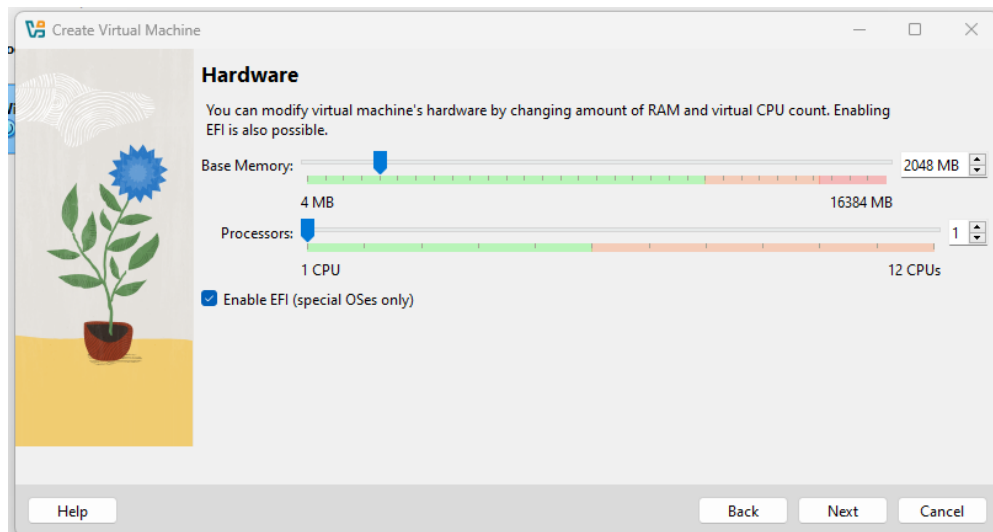 Create Virtual Machine
Hardware
You can modify virtual machine's hardware by changing amount of RAM and virtual CPU count. Enabling
EFI is also possible.
Base Memory: 2048 MB
4 MB 16384 MB
Processors: 1
1 CPU 12 CPUs
Enable EFI (special OSes only)
Help Back Next Cancel